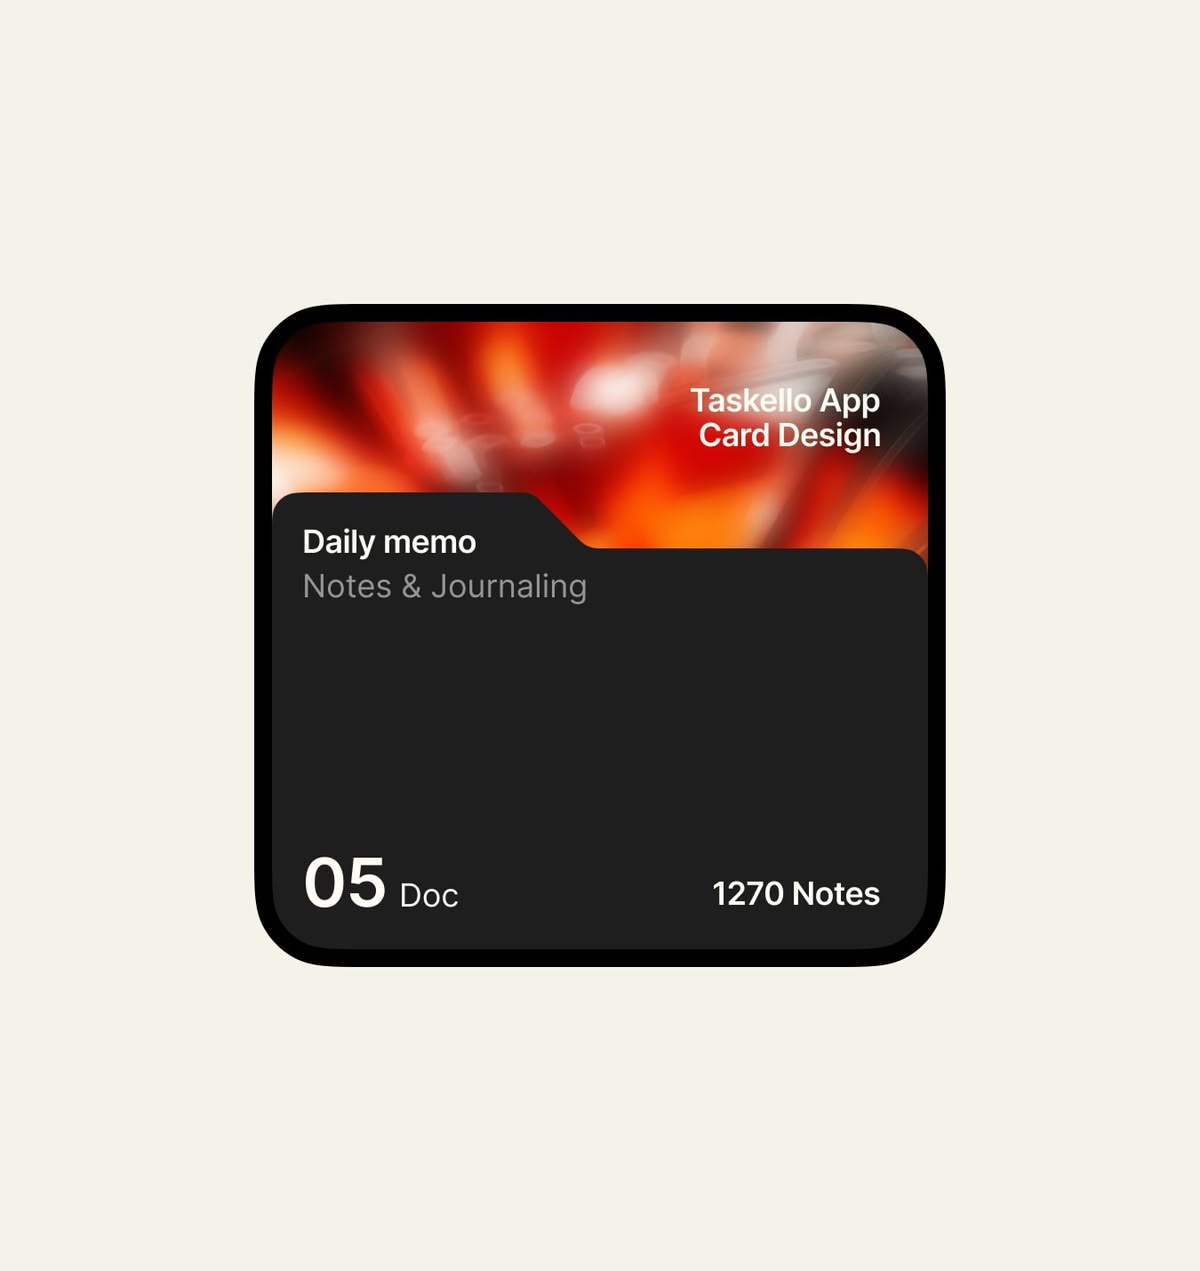 Taskello App
Card Design
Daily memo
Notes & Journaling
05 Doc
1270 Notes